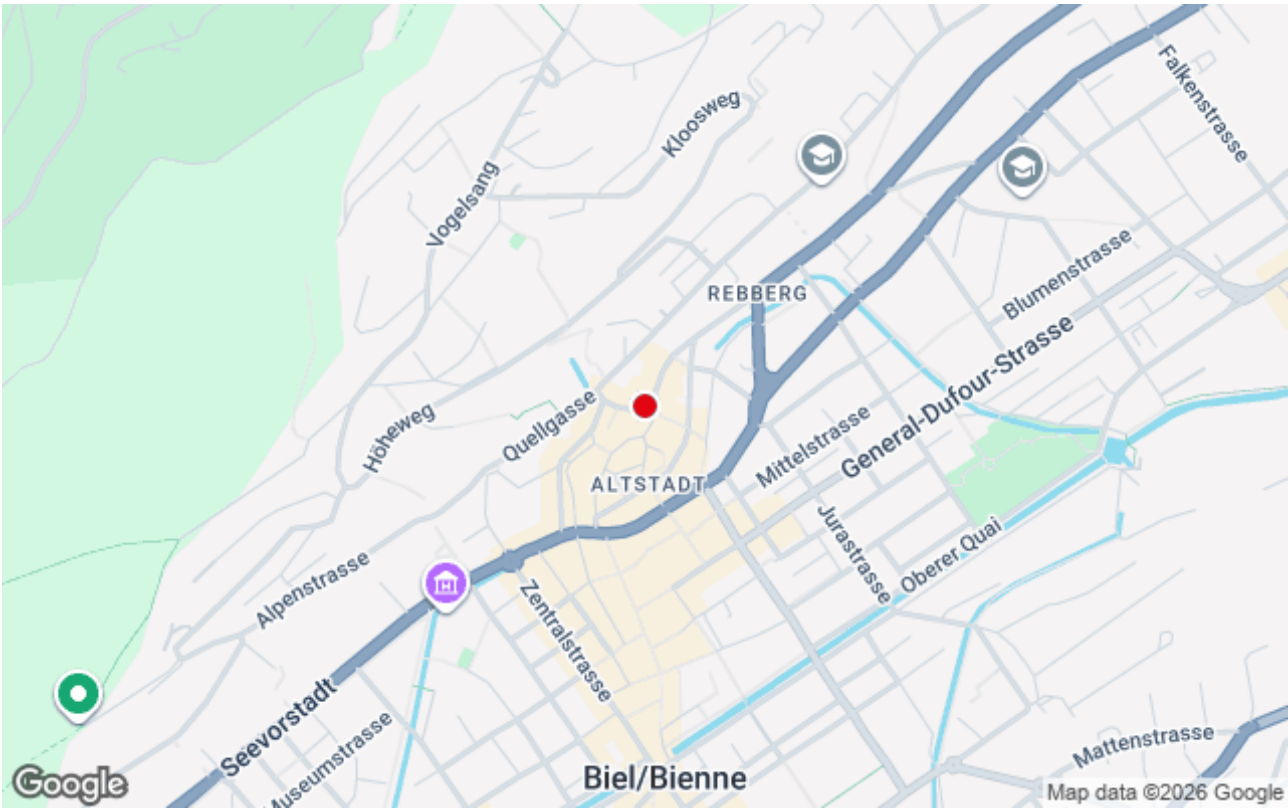 Falkenstrasse
Kloosweg
Vogelsang
Blumenstrasse
REBBERG
General-Dufour-Strasse
Höheweg
Quellgasse
Mittelstrasse
ALTSTADT
Jurastrasse
Oberer Quai
Alpenstrasse
Zentralstrasse
Seevorstadt
Museumstrasse
Mattenstrasse
Biel/Bienne
H
Google
Map data ©2026 Google